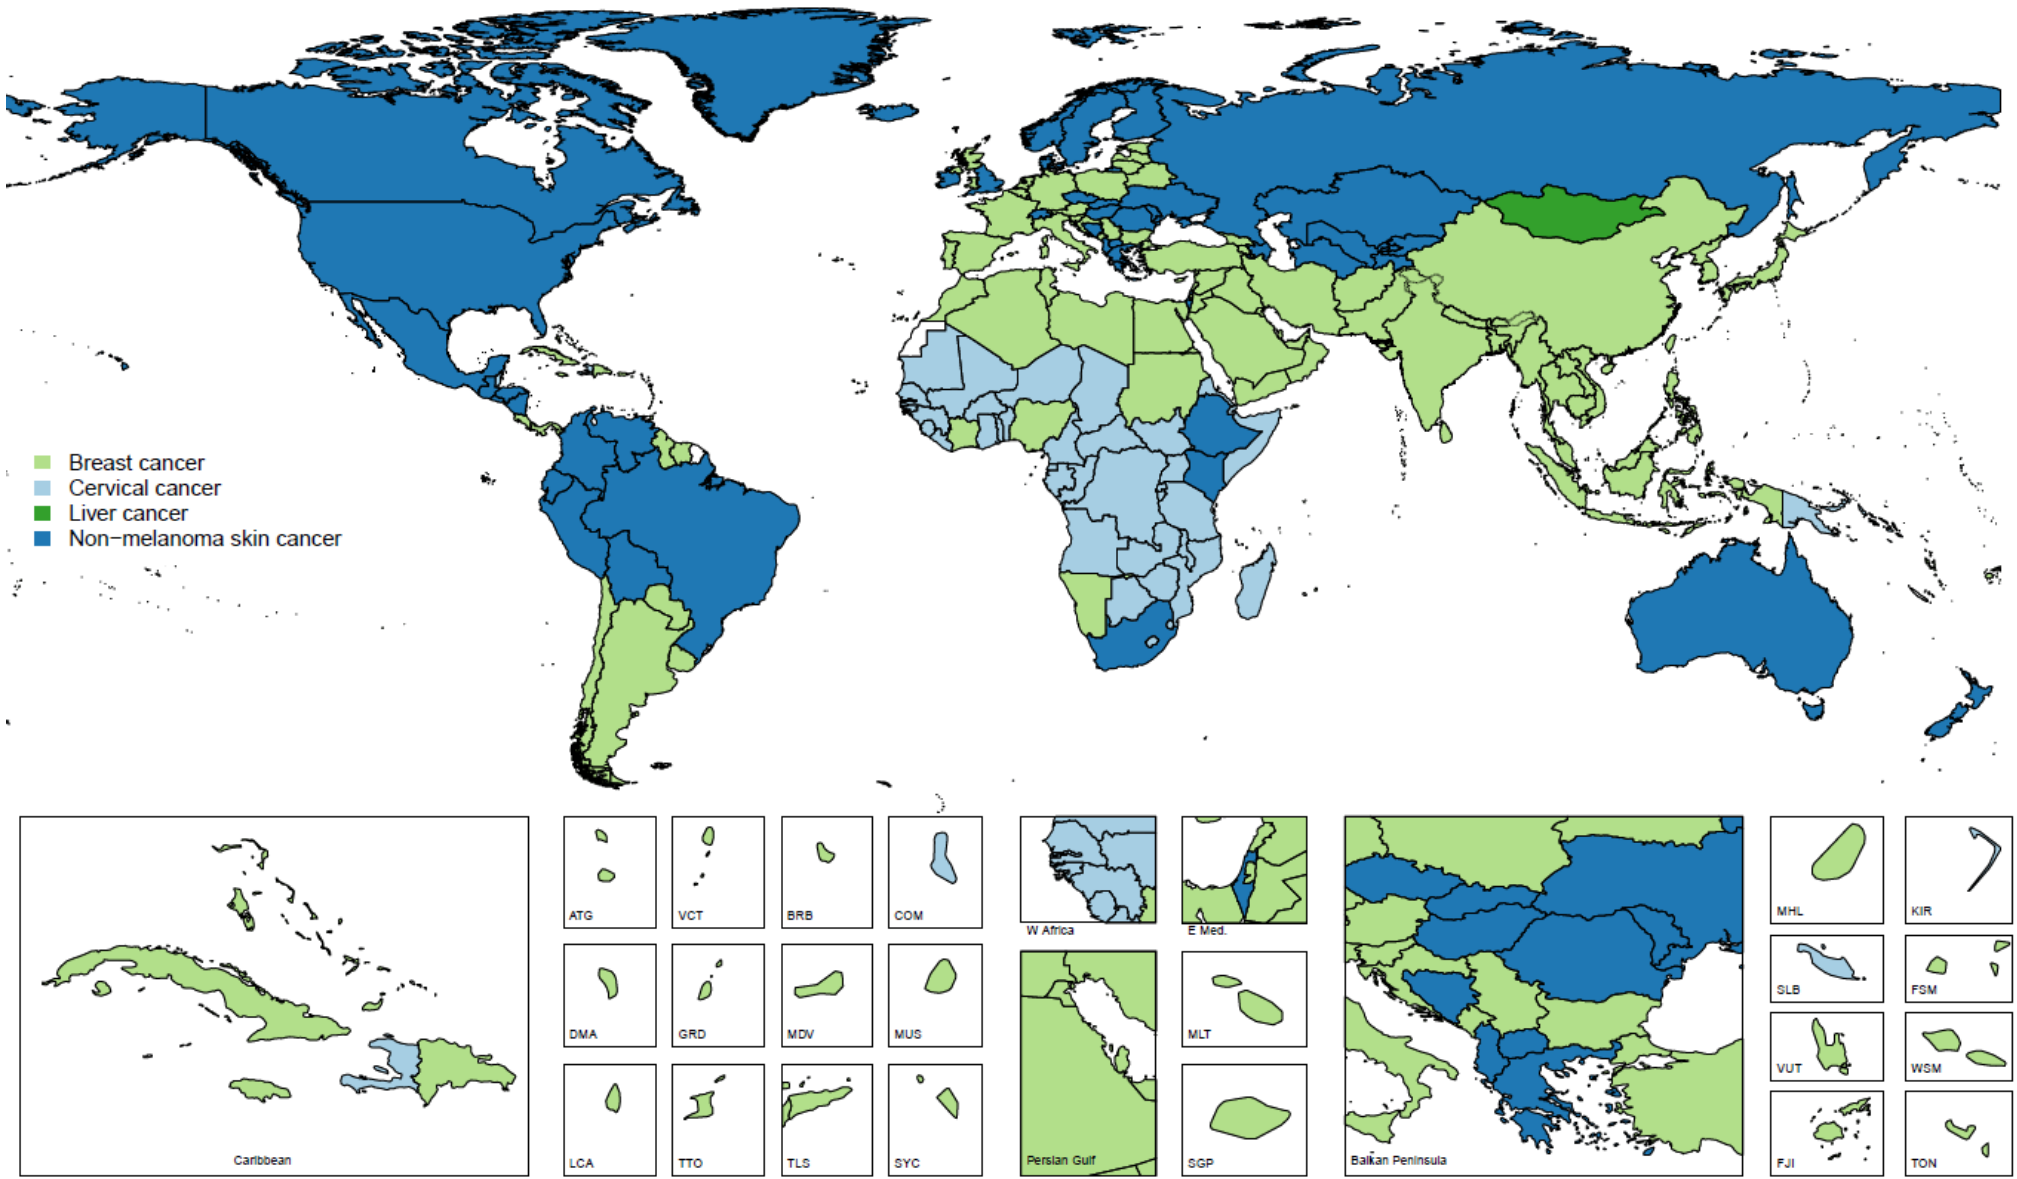 Breast cancer
Cervical cancer
Liver cancer
Non-melanoma skin cancer
Caribbean
ATG
VCT
BRB
COM
DMA
GRD
MDV
MUS
LCA
TTO
TLS
SYC
W Africa
E Med.
Persian Gulf
MLT
SGP
Balkan Peninsula
MHL
KIR
SLB
FSM
VUT
WSM
FJI
TON